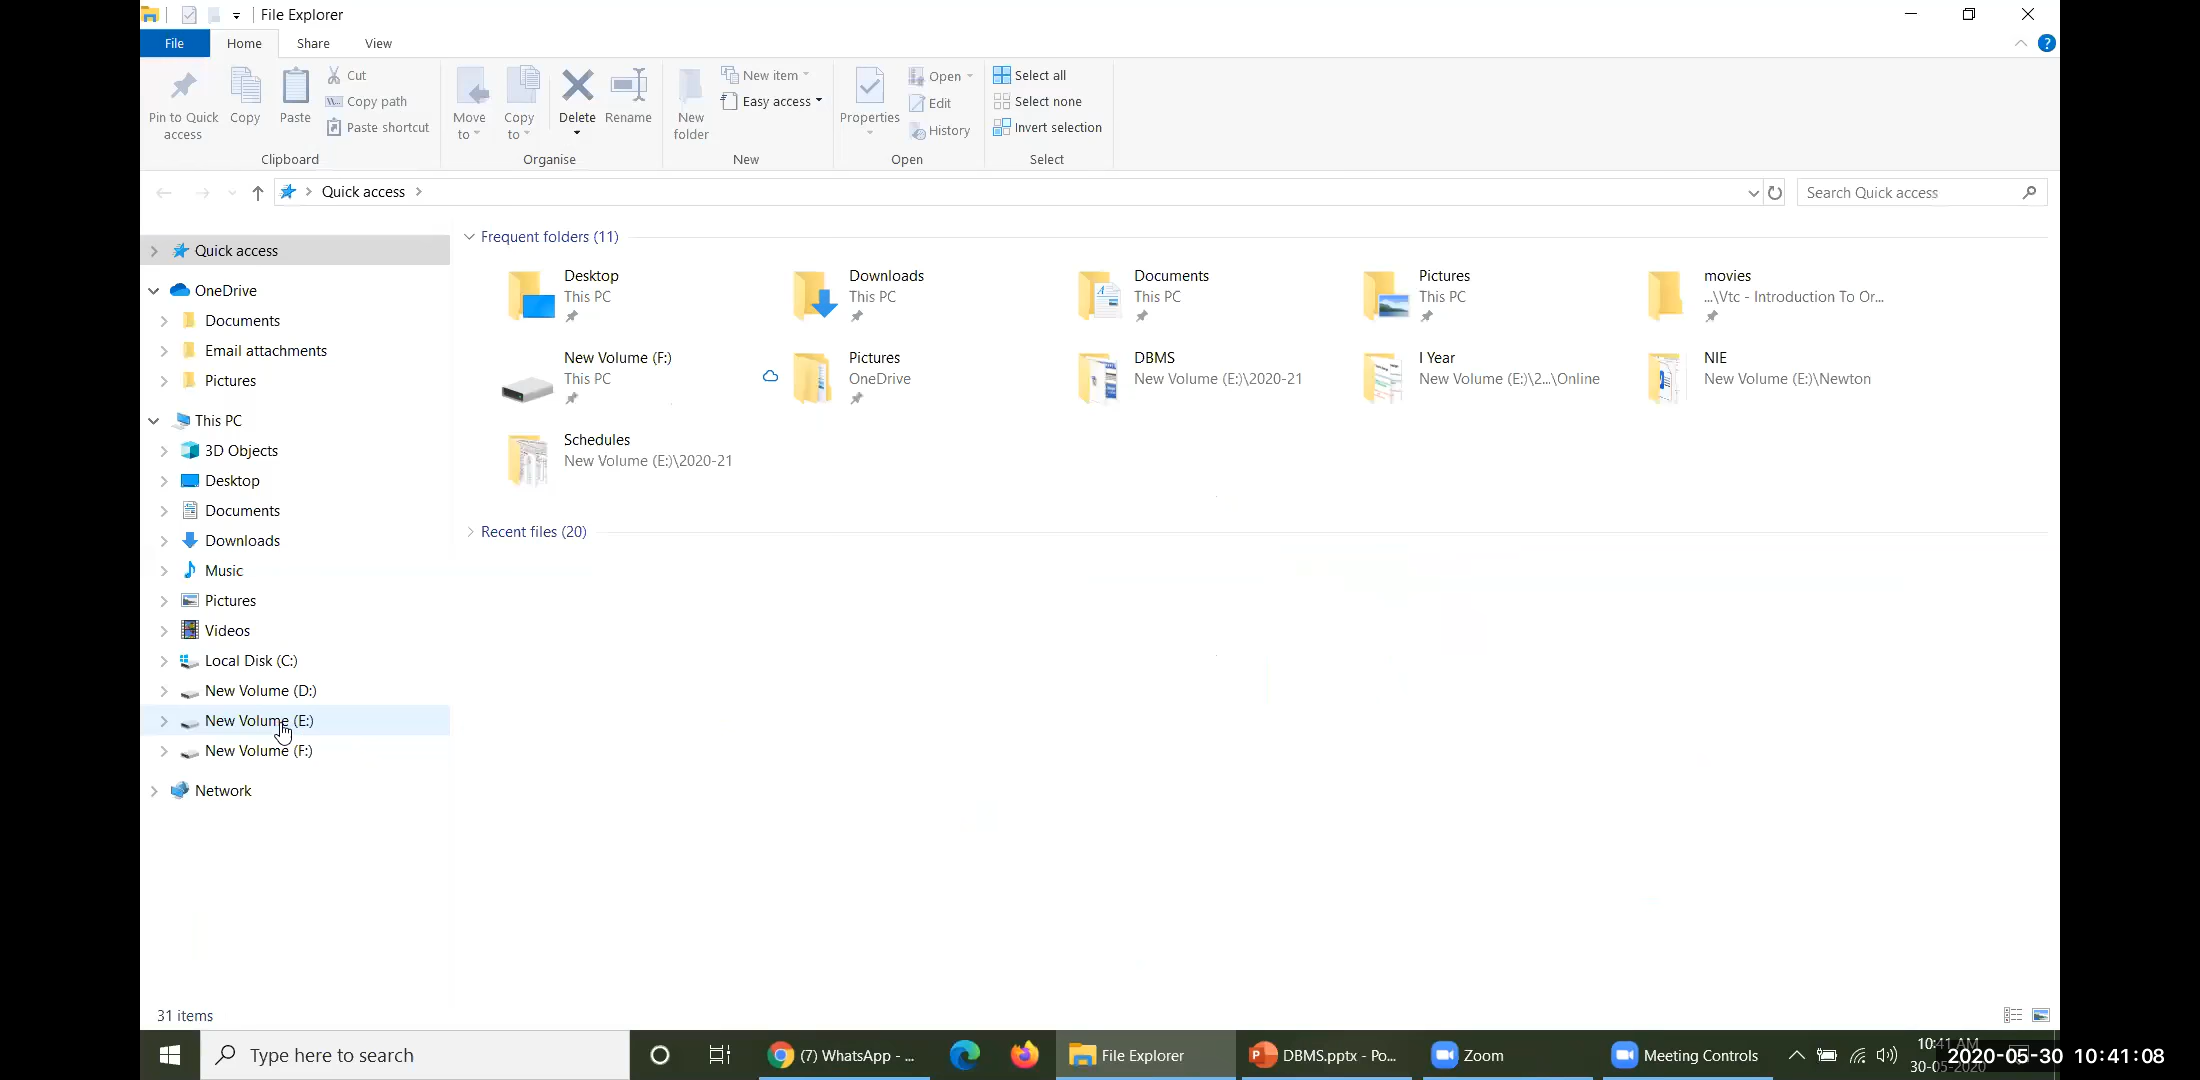 File Explorer
File Home Share View
Pin to Quick access
Copy
Paste
Cut
Copy path
Paste shortcut
Clipboard
Move to
Copy to
Delete
Rename
Organise
New folder
New item
Easy access
New
Properties
Open
Edit
History
Open
Select all
Select none
Invert selection
Select
Quick access
Search Quick access
Quick access
OneDrive
Documents
Email attachments
Pictures
This PC
3D Objects
Desktop
Documents
Downloads
Music
Pictures
Videos
Local Disk (C:)
New Volume (D:)
New Volume (E:)
New Volume (F:)
Network
Frequent folders (11)
Desktop
This PC
Downloads
This PC
Documents
This PC
Pictures
This PC
movies
...\Vtc - Introduction To Or...
New Volume (F:)
This PC
Pictures
OneDrive
DBMS
New Volume (E:)\2020-21
I Year
New Volume (E:)\2...\Online
NIE
New Volume (E:)\Newton
Schedules
New Volume (E:)\2020-21
Recent files (20)
31 items
Type here to search
(7) WhatsApp - ...
File Explorer
DBMS.pptx - Po...
Zoom
Meeting Controls
10:41 AM
30-05-2020
2020-05-30 10:41:08